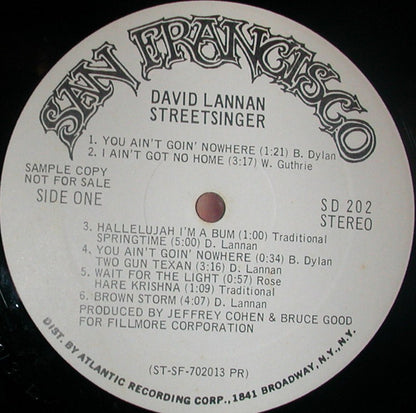 SAN FRANCISCO
DAVID LANNAN
STREETSINGER
1. YOU AIN'T GOIN' NOWHERE (1:21) B. Dylan
2. I AIN'T GOT NO HOME (3:17) W. Guthrie
SAMPLE COPY
NOT FOR SALE
SIDE ONE
SD 202
STEREO
3. HALLELUJAH I'M A BUM (1:00) Traditional
SPRINGTIME (5:00) D. Lannan
4. YOU AIN'T GOIN' NOWHERE (0:34) B. Dylan
TWO GUN TEXAN (3:16) D. Lannan
5. WAIT FOR THE LIGHT (0:57) Rose
HARE KRISHNA (1:09) Traditional
6. BROWN STORM (4:07) D. Lannan
PRODUCED BY JEFFREY COHEN & BRUCE GOOD
FOR FILLMORE CORPORATION
(ST-SF-702013 PR)
DIST. BY ATLANTIC RECORDING CORP., 1841 BROADWAY, N.Y., N.Y.